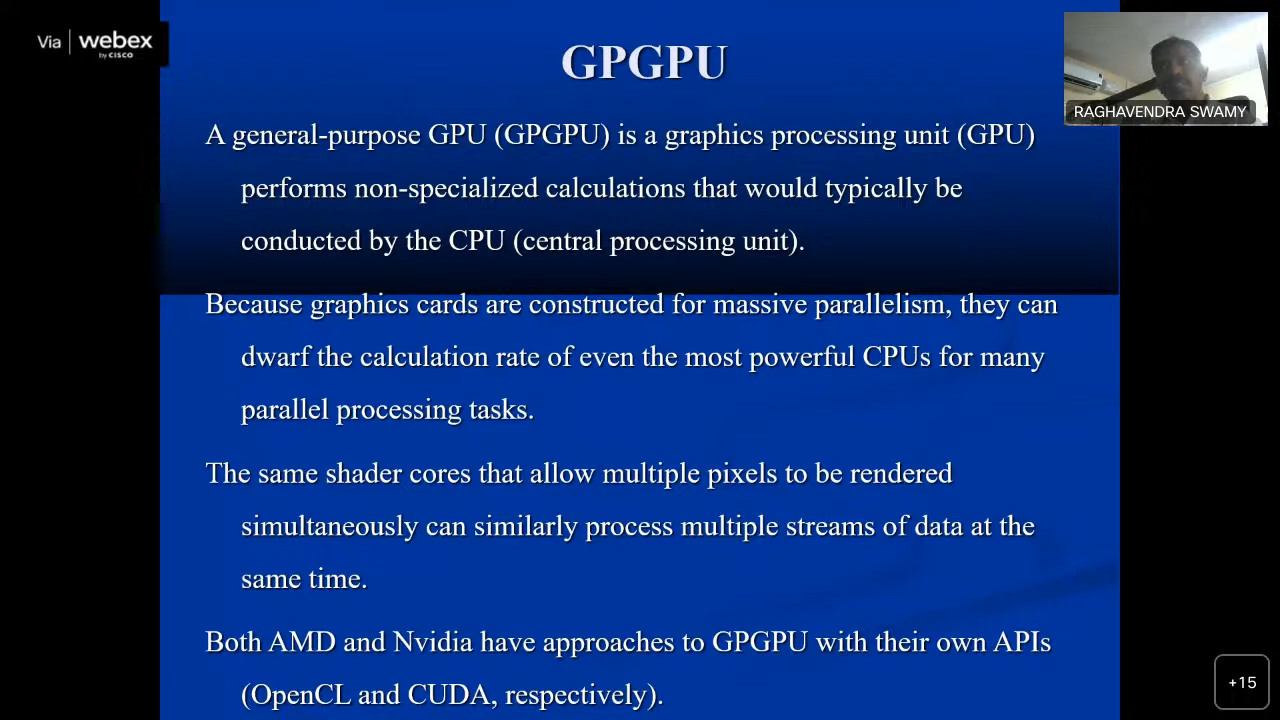 Via webex
by CISCO
GPGPU
RAGHAVENDRA SWAMY
A general-purpose GPU (GPGPU) is a graphics processing unit (GPU)
performs non-specialized calculations that would typically be
conducted by the CPU (central processing unit).
Because graphics cards are constructed for massive parallelism, they can
dwarf the calculation rate of even the most powerful CPUs for many
parallel processing tasks.
The same shader cores that allow multiple pixels to be rendered
simultaneously can similarly process multiple streams of data at the
same time.
Both AMD and Nvidia have approaches to GPGPU with their own APIs
(OpenCL and CUDA, respectively).
+15